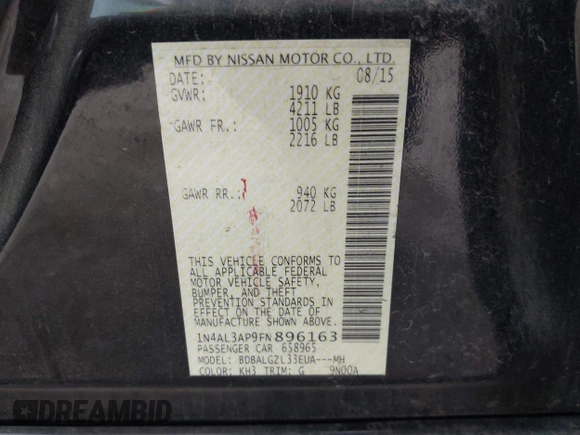 MFD BY NISSAN MOTOR CO., LTD.
DATE: 08/15
GVWR: 1910 KG
4211 LB
GAWR FR.: 1005 KG
2216 LB
GAWR RR.: 940 KG
2072 LB
THIS VEHICLE CONFORMS TO
ALL APPLICABLE FEDERAL
MOTOR VEHICLE SAFETY,
BUMPER, AND THEFT
PREVENTION STANDARDS IN
EFFECT ON THE DATE OF
MANUFACTURE SHOWN ABOVE.
1N4AL3AP9FN896163
PASSENGER CAR 658965
MODEL: BDBALGZL33EUA---MH
COLOR: KH3 TRIM: G 9N00A
DREAMBID